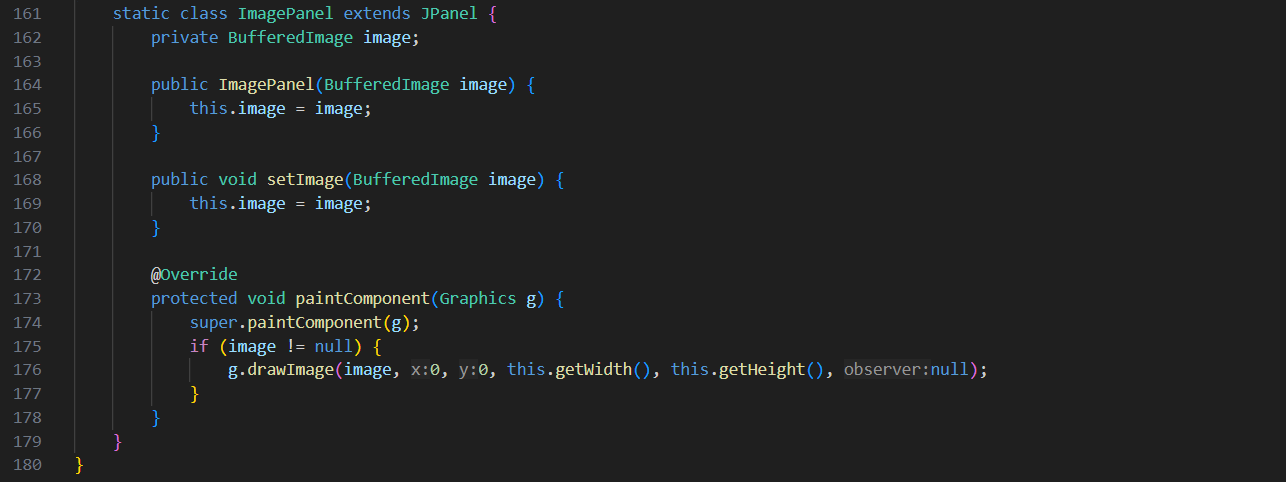 161 static class ImagePanel extends JPanel {
162 private BufferedImage image;
163
164 public ImagePanel(BufferedImage image) {
165 this.image = image;
166 }
167
168 public void setImage(BufferedImage image) {
169 this.image = image;
170 }
171
172 @Override
173 protected void paintComponent(Graphics g) {
174 super.paintComponent(g);
175 if (image != null) {
176 g.drawImage(image, x:0, y:0, this.getWidth(), this.getHeight(), observer:null);
177 }
178 }
179 }
180 }